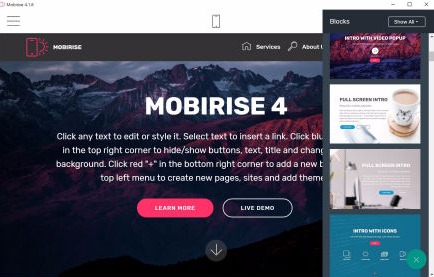 Mobirise 4.1.8
Blocks
Show All
MOBIRISE
Services
About U
MOBIRISE 4
Click any text to edit or style it. Select text to insert a link. Click blu
in the top right corner to hide/show buttons, text, title and chang
background. Click red "+" in the bottom right corner to add a new b
top left menu to create new pages, sites and add theme
LEARN MORE
LIVE DEMO
INTRO WITH VIDEO POPUP
FULL SCREEN INTRO
FULL SCREEN INTRO
INTRO WITH ICONS